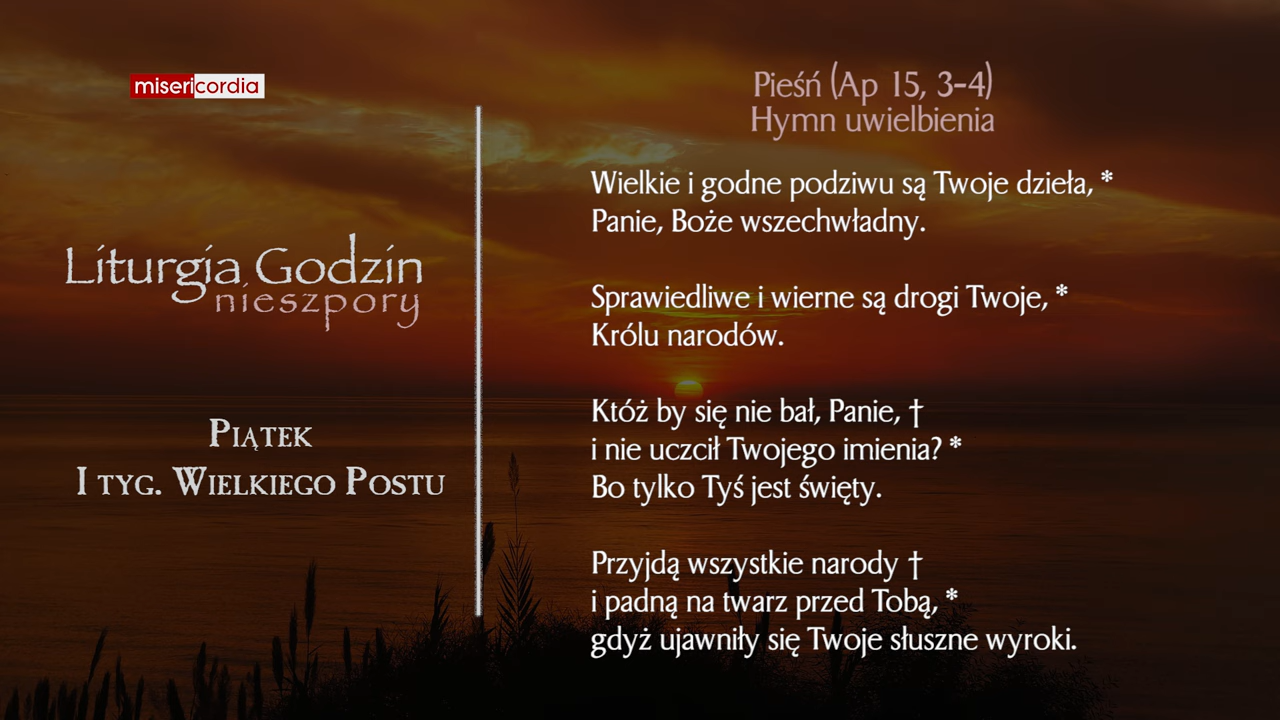 misericordia
Liturgia Godzin
nieszpory
Piątek
I tyg. Wielkiego Postu
Pieśń (Ap 15, 3-4)
Hymn uwielbienia
Wielkie i godne podziwu są Twoje dzieła, *
Panie, Boże wszechwładny.
Sprawiedliwe i wierne są drogi Twoje, *
Królu narodów.
Któż by się nie bał, Panie, †
i nie uczcił Twojego imienia? *
Bo tylko Tyś jest święty.
Przyjdą wszystkie narody †
i padną na twarz przed Tobą, *
gdyż ujawniły się Twoje słuszne wyroki.